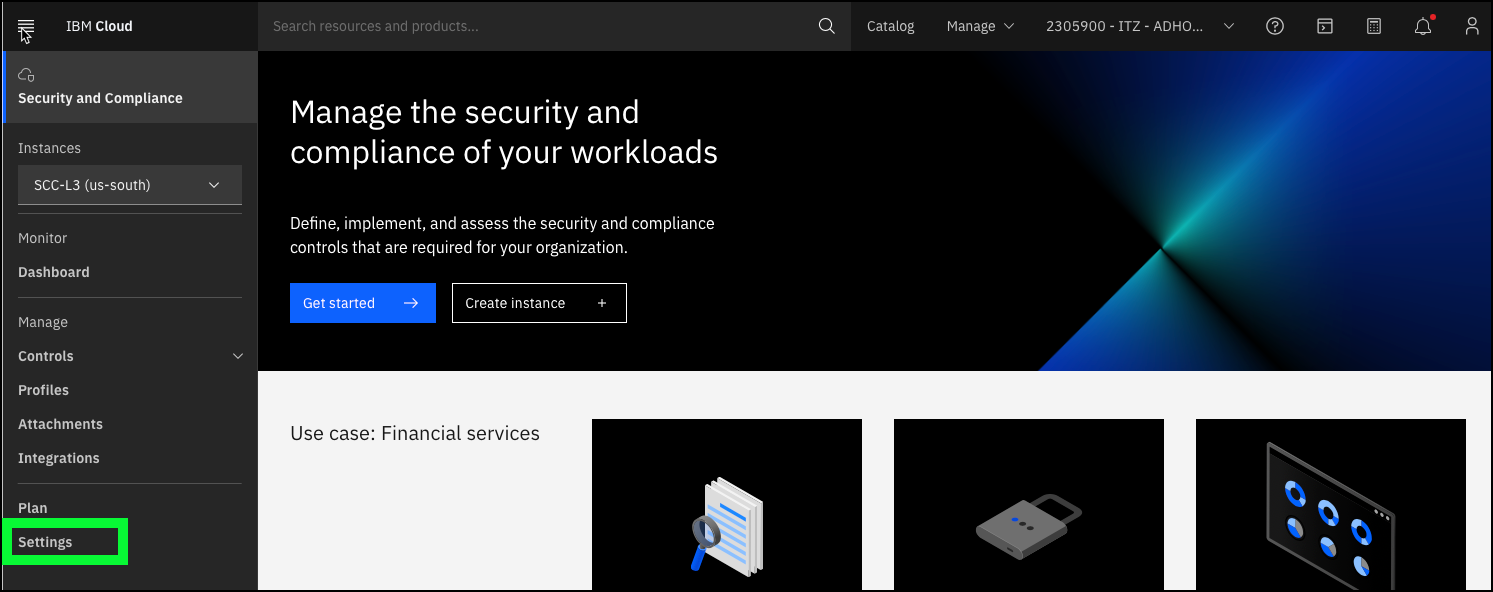 IBM Cloud
Search resources and products...
Catalog
Manage
2305900 - ITZ - ADHO...
Security and Compliance
Instances
SCC-L3 (us-south)
Monitor
Dashboard
Manage
Controls
Profiles
Attachments
Integrations
Plan
Settings
Manage the security and
compliance of your workloads
Define, implement, and assess the security and compliance
controls that are required for your organization.
Get started
Create instance
Use case: Financial services